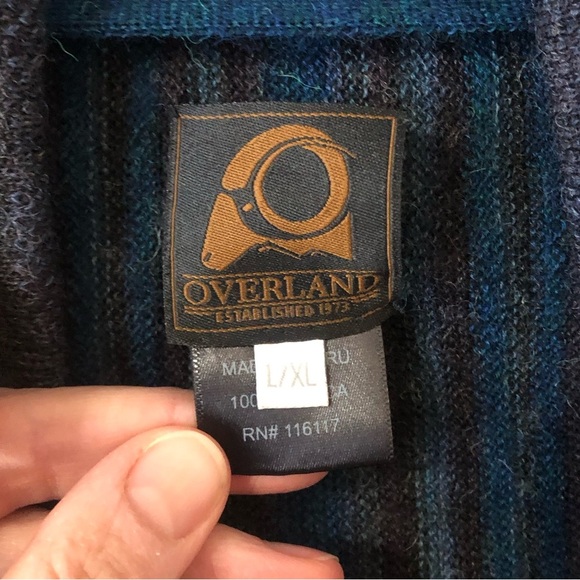 OVERLAND
ESTABLISHED 1973
L/XL
RN# 116117